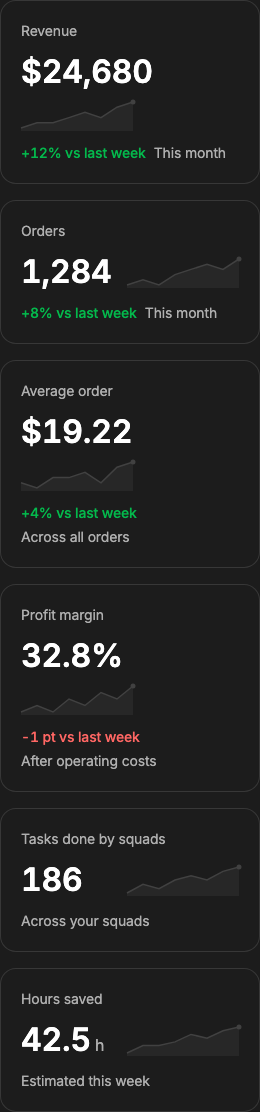 Revenue
$24,680
+12% vs last week This month
Orders
1,284
+8% vs last week This month
Average order
$19.22
+4% vs last week
Across all orders
Profit margin
32.8%
-1 pt vs last week
After operating costs
Tasks done by squads
186
Across your squads
Hours saved
42.5 h
Estimated this week